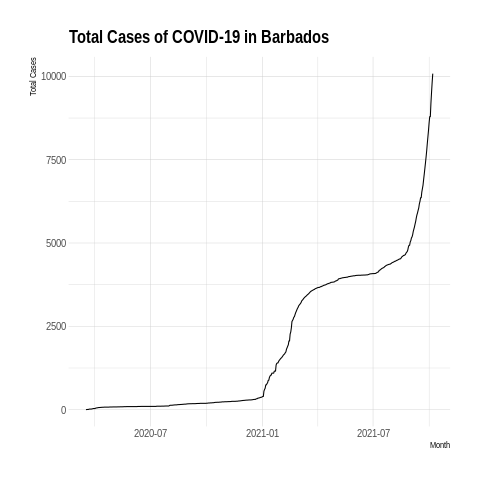 Total Cases of COVID-19 in Barbados
Total Cases
10000
7500
5000
2500
0
2020-07
2021-01
2021-07
Month